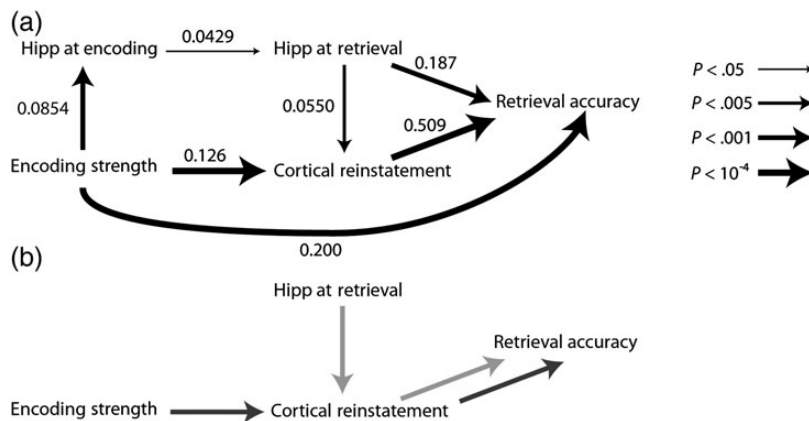 (a)
Hipp at encoding 0.0429 Hipp at retrieval
0.187
P < .05
0.0854
0.0550
Retrieval accuracy
P < .005
0.509
P < .001
Encoding strength 0.126 Cortical reinstatement
P < 10⁻⁴
0.200
(b)
Hipp at retrieval
Retrieval accuracy
Encoding strength Cortical reinstatement